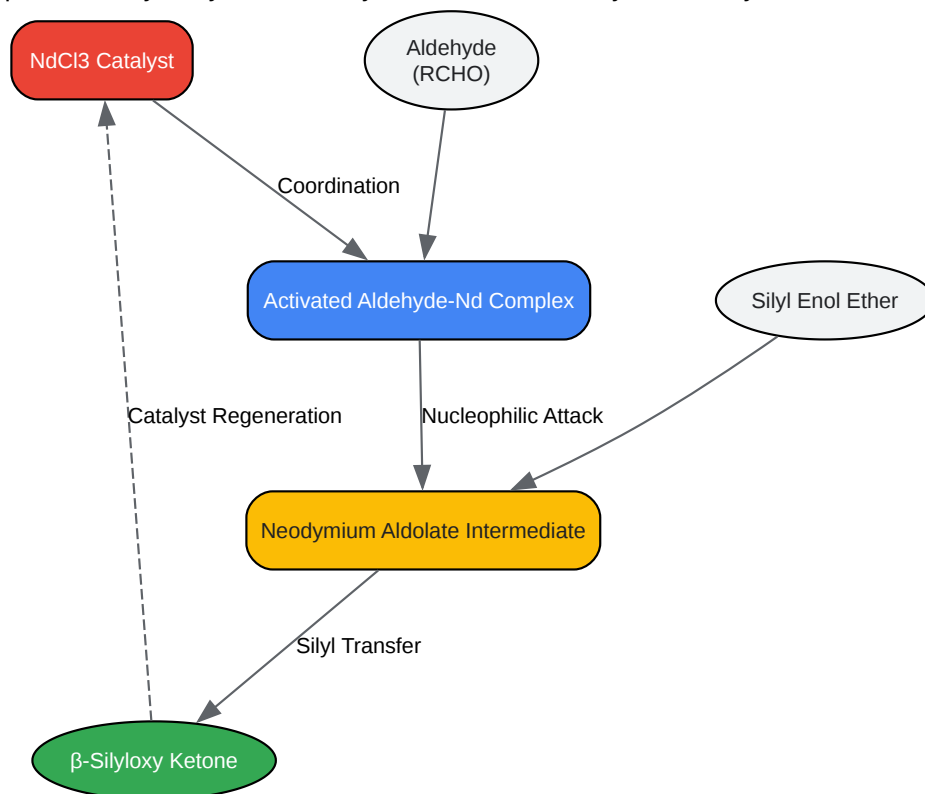 NdCl3 Catalyst
Aldehyde
(RCHO)
Coordination
Activated Aldehyde-Nd Complex
Silyl Enol Ether
Catalyst Regeneration
Nucleophilic Attack
Neodymium Aldolate Intermediate
Silyl Transfer
β-Silyloxy Ketone